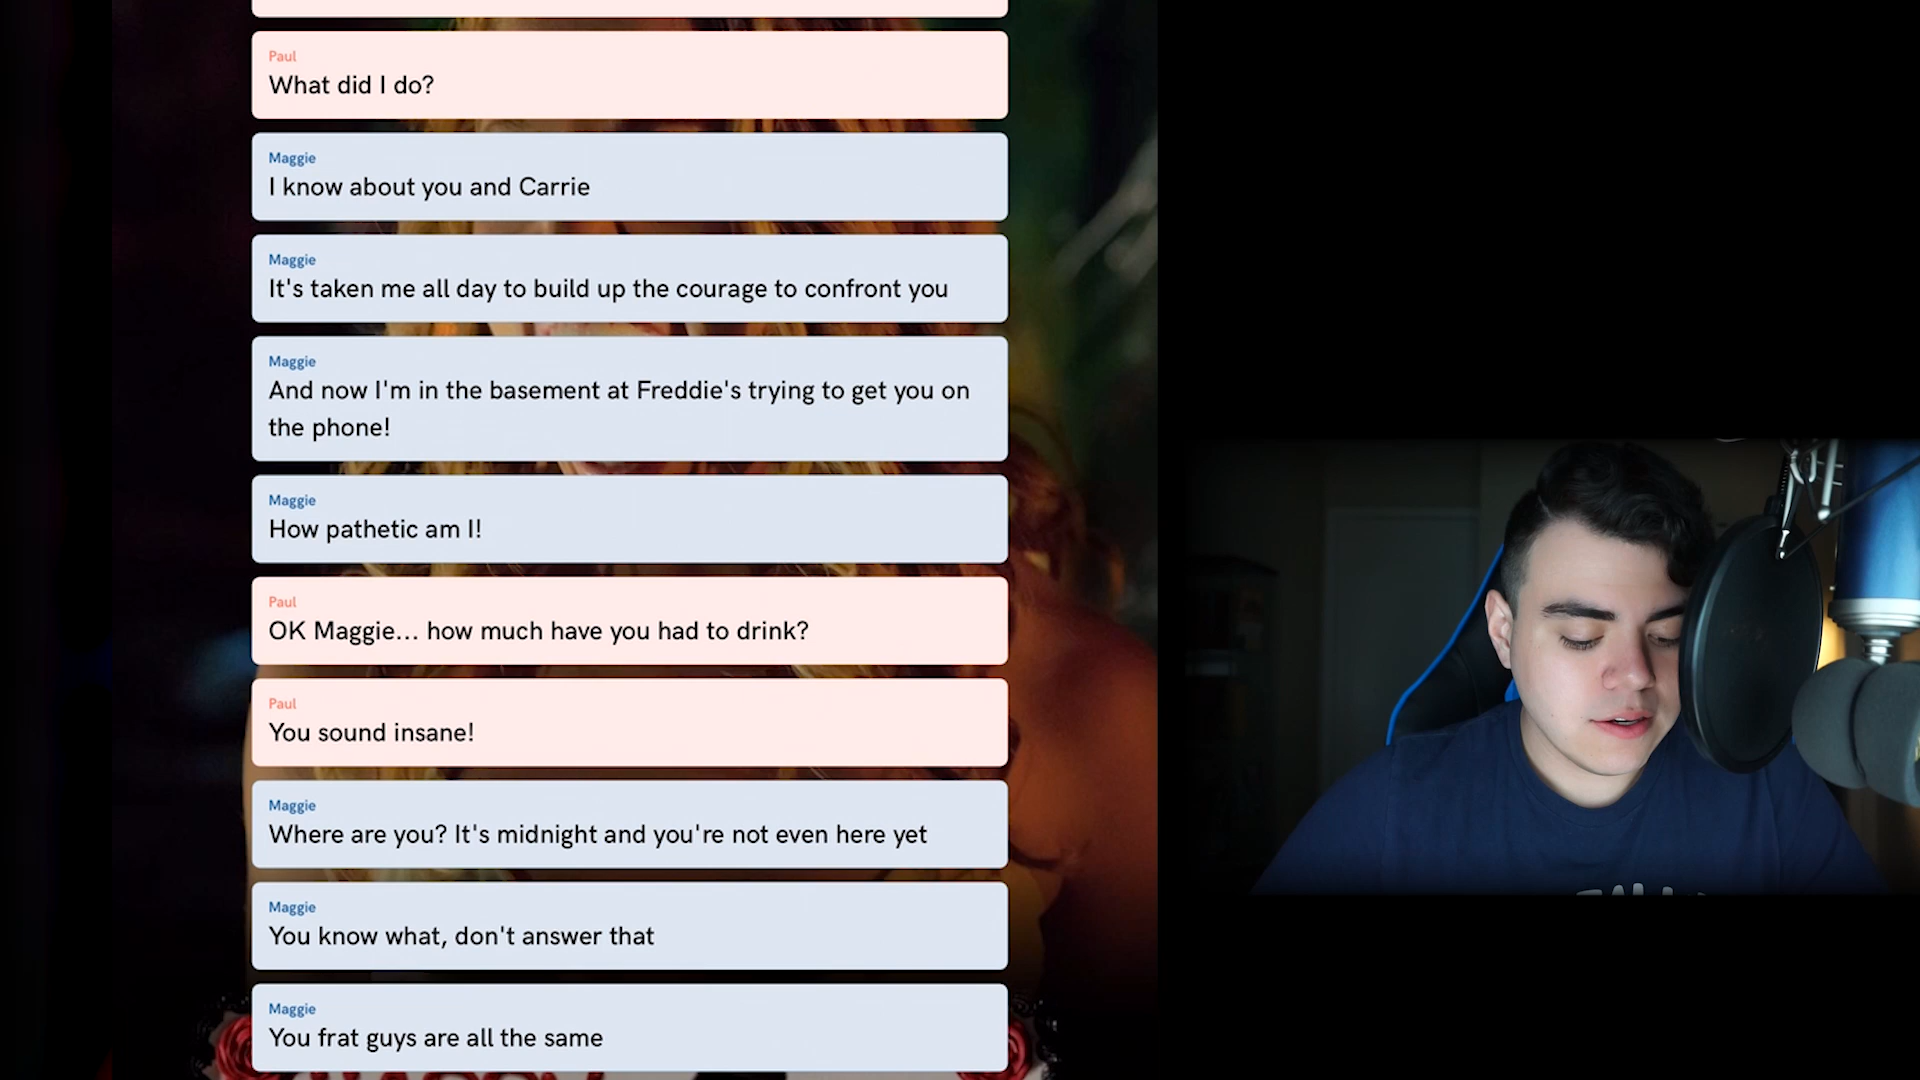 Paul
What did I do?
Maggie
I know about you and Carrie
Maggie
It's taken me all day to build up the courage to confront you
Maggie
And now I'm in the basement at Freddie's trying to get you on
the phone!
Maggie
How pathetic am I!
Paul
OK Maggie... how much have you had to drink?
Paul
You sound insane!
Maggie
Where are you? It's midnight and you're not even here yet
Maggie
You know what, don't answer that
Maggie
You frat guys are all the same